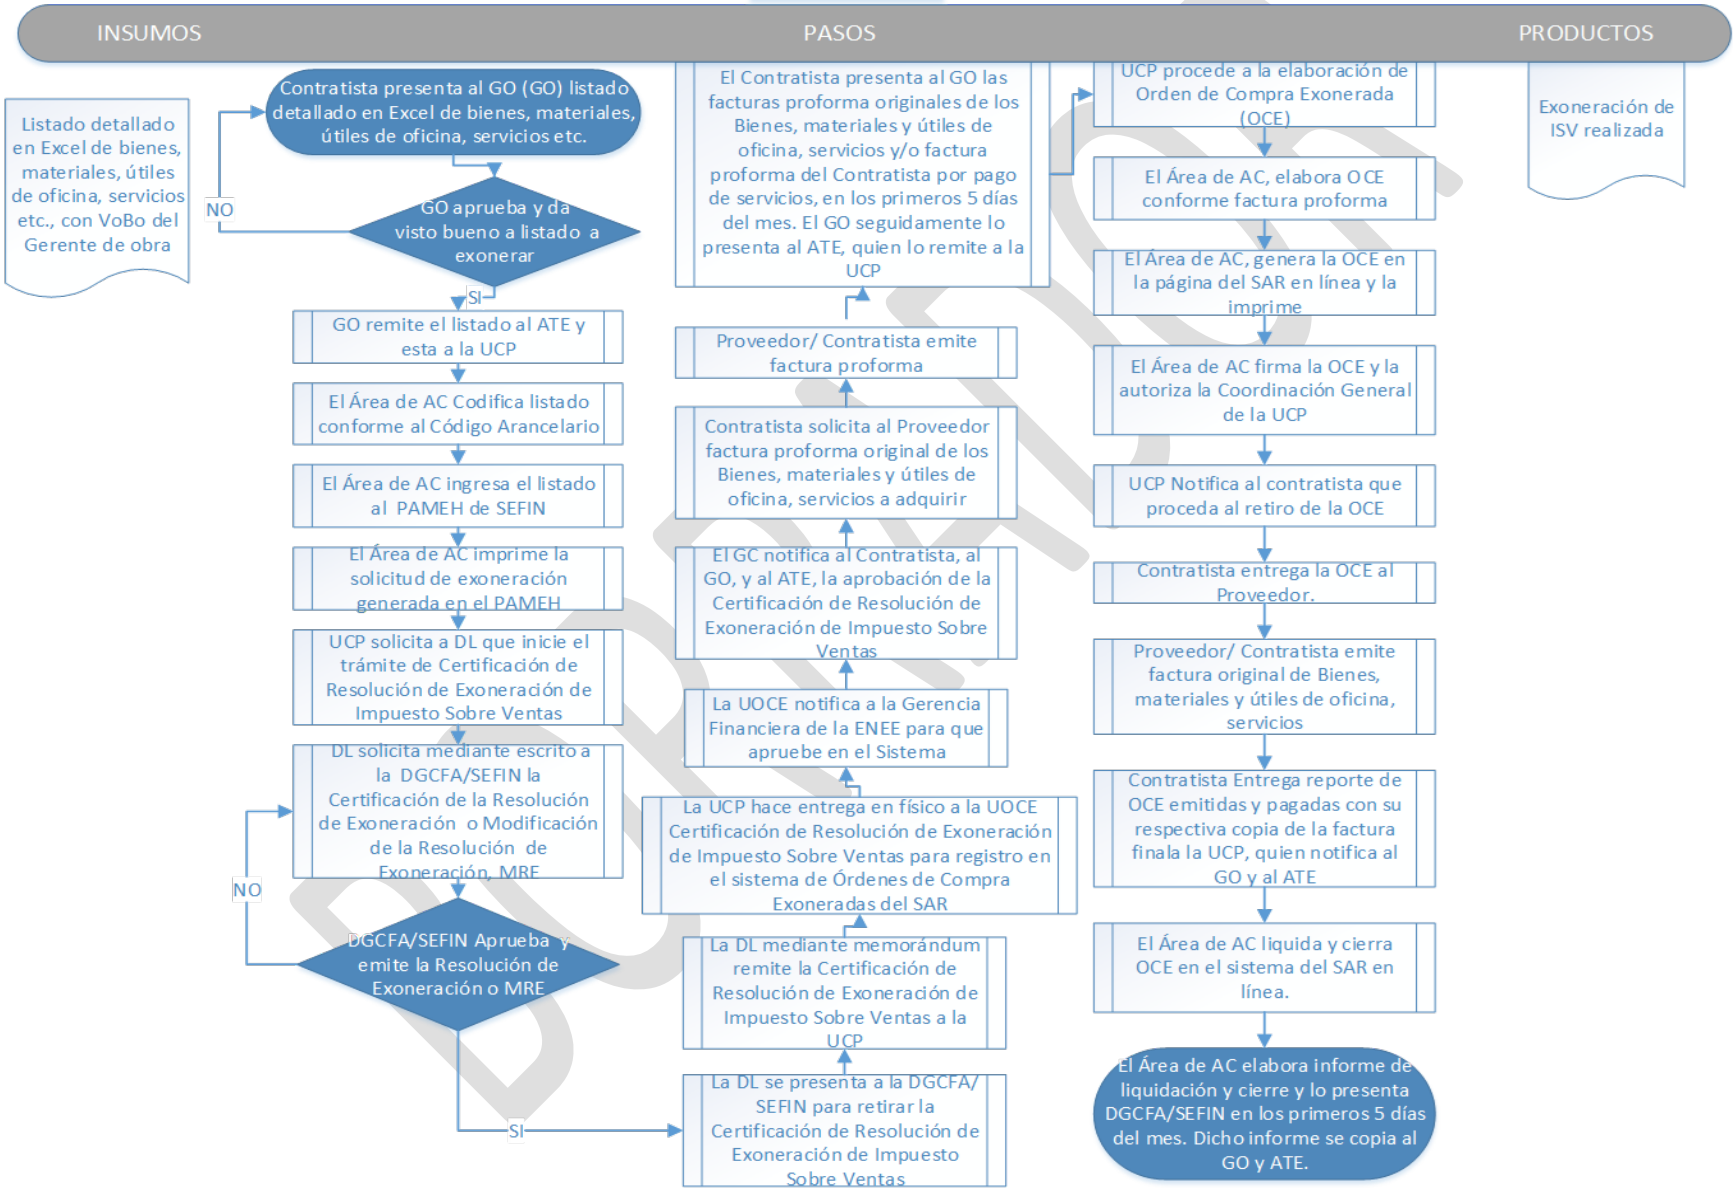 INSUMOS
PASOS
PRODUCTOS
Listado detallado
en Excel de bienes,
materiales, útiles
de oficina, servicios
etc., con VoBo del
Gerente de obra
Contratista presenta al GO (GO) listado
detallado en Excel de bienes, materiales,
útiles de oficina, servicios etc.
NO
GO aprueba y da
visto bueno a listado a
exonerar
SI
GO remite el listado al ATE y
esta a la UCP
El Área de AC Codifica listado
conforme al Código Arancelario
El Área de AC ingresa el listado
al PAMEH de SEFIN
El Área de AC imprime la
solicitud de exoneración
generada en el PAMEH
UCP solicita a DL que inicie el
trámite de Certificación de
Resolución de Exoneración de
Impuesto Sobre Ventas
DL solicita mediante escrito a
la DGCFA/SEFIN la
Certificación de la Resolución
de Exoneración o Modificación
de la Resolución de
Exoneración, MRE
NO
DGCFA/SEFIN Aprueba y
emite la Resolución de
Exoneración o MRE
SI
El Contratista presenta al GO las
facturas proforma originales de los
Bienes, materiales y útiles de
oficina, servicios y/o factura
proforma del Contratista por pago
de servicios, en los primeros 5 días
del mes. El GO seguidamente lo
presenta al ATE, quien lo remite a la
UCP
Proveedor/ Contratista emite
factura proforma
Contratista solicita al Proveedor
factura proforma original de los
Bienes, materiales y útiles de
oficina, servicios a adquirir
El GC notifica al Contratista, al
GO, y al ATE, la aprobación de la
Certificación de Resolución de
Exoneración de Impuesto Sobre
Ventas
La UOCE notifica a la Gerencia
Financiera de la ENEE para que
apruebe en el Sistema
La UCP hace entrega en físico a la UOCE
Certificación de Resolución de Exoneración
de Impuesto Sobre Ventas para registro en
el sistema de Órdenes de Compra
Exoneradas del SAR
La DL mediante memorándum
remite la Certificación de
Resolución de Exoneración de
Impuesto Sobre Ventas a la
UCP
La DL se presenta a la DGCFA/
SEFIN para retirar la
Certificación de Resolución de
Exoneración de Impuesto
Sobre Ventas
UCP procede a la elaboración de
Orden de Compra Exonerada
(OCE)
El Área de AC, elabora OCE
conforme factura proforma
El Área de AC, genera la OCE en
la página del SAR en línea y la
imprime
El Área de AC firma la OCE y la
autoriza la Coordinación General
de la UCP
UCP Notifica al contratista que
proceda al retiro de la OCE
Contratista entrega la OCE al
Proveedor.
Proveedor/ Contratista emite
factura original de Bienes,
materiales y útiles de oficina,
servicios
Contratista Entrega reporte de
OCE emitidas y pagadas con su
respectiva copia de la factura
finala la UCP, quien notifica al
GO y al ATE
El Área de AC liquida y cierra
OCE en el sistema del SAR en
línea.
El Área de AC elabora informe de
liquidación y cierre y lo presenta
DGCFA/SEFIN en los primeros 5 días
del mes. Dicho informe se copia al
GO y ATE.
Exoneración de
ISV realizada
BORRADOR